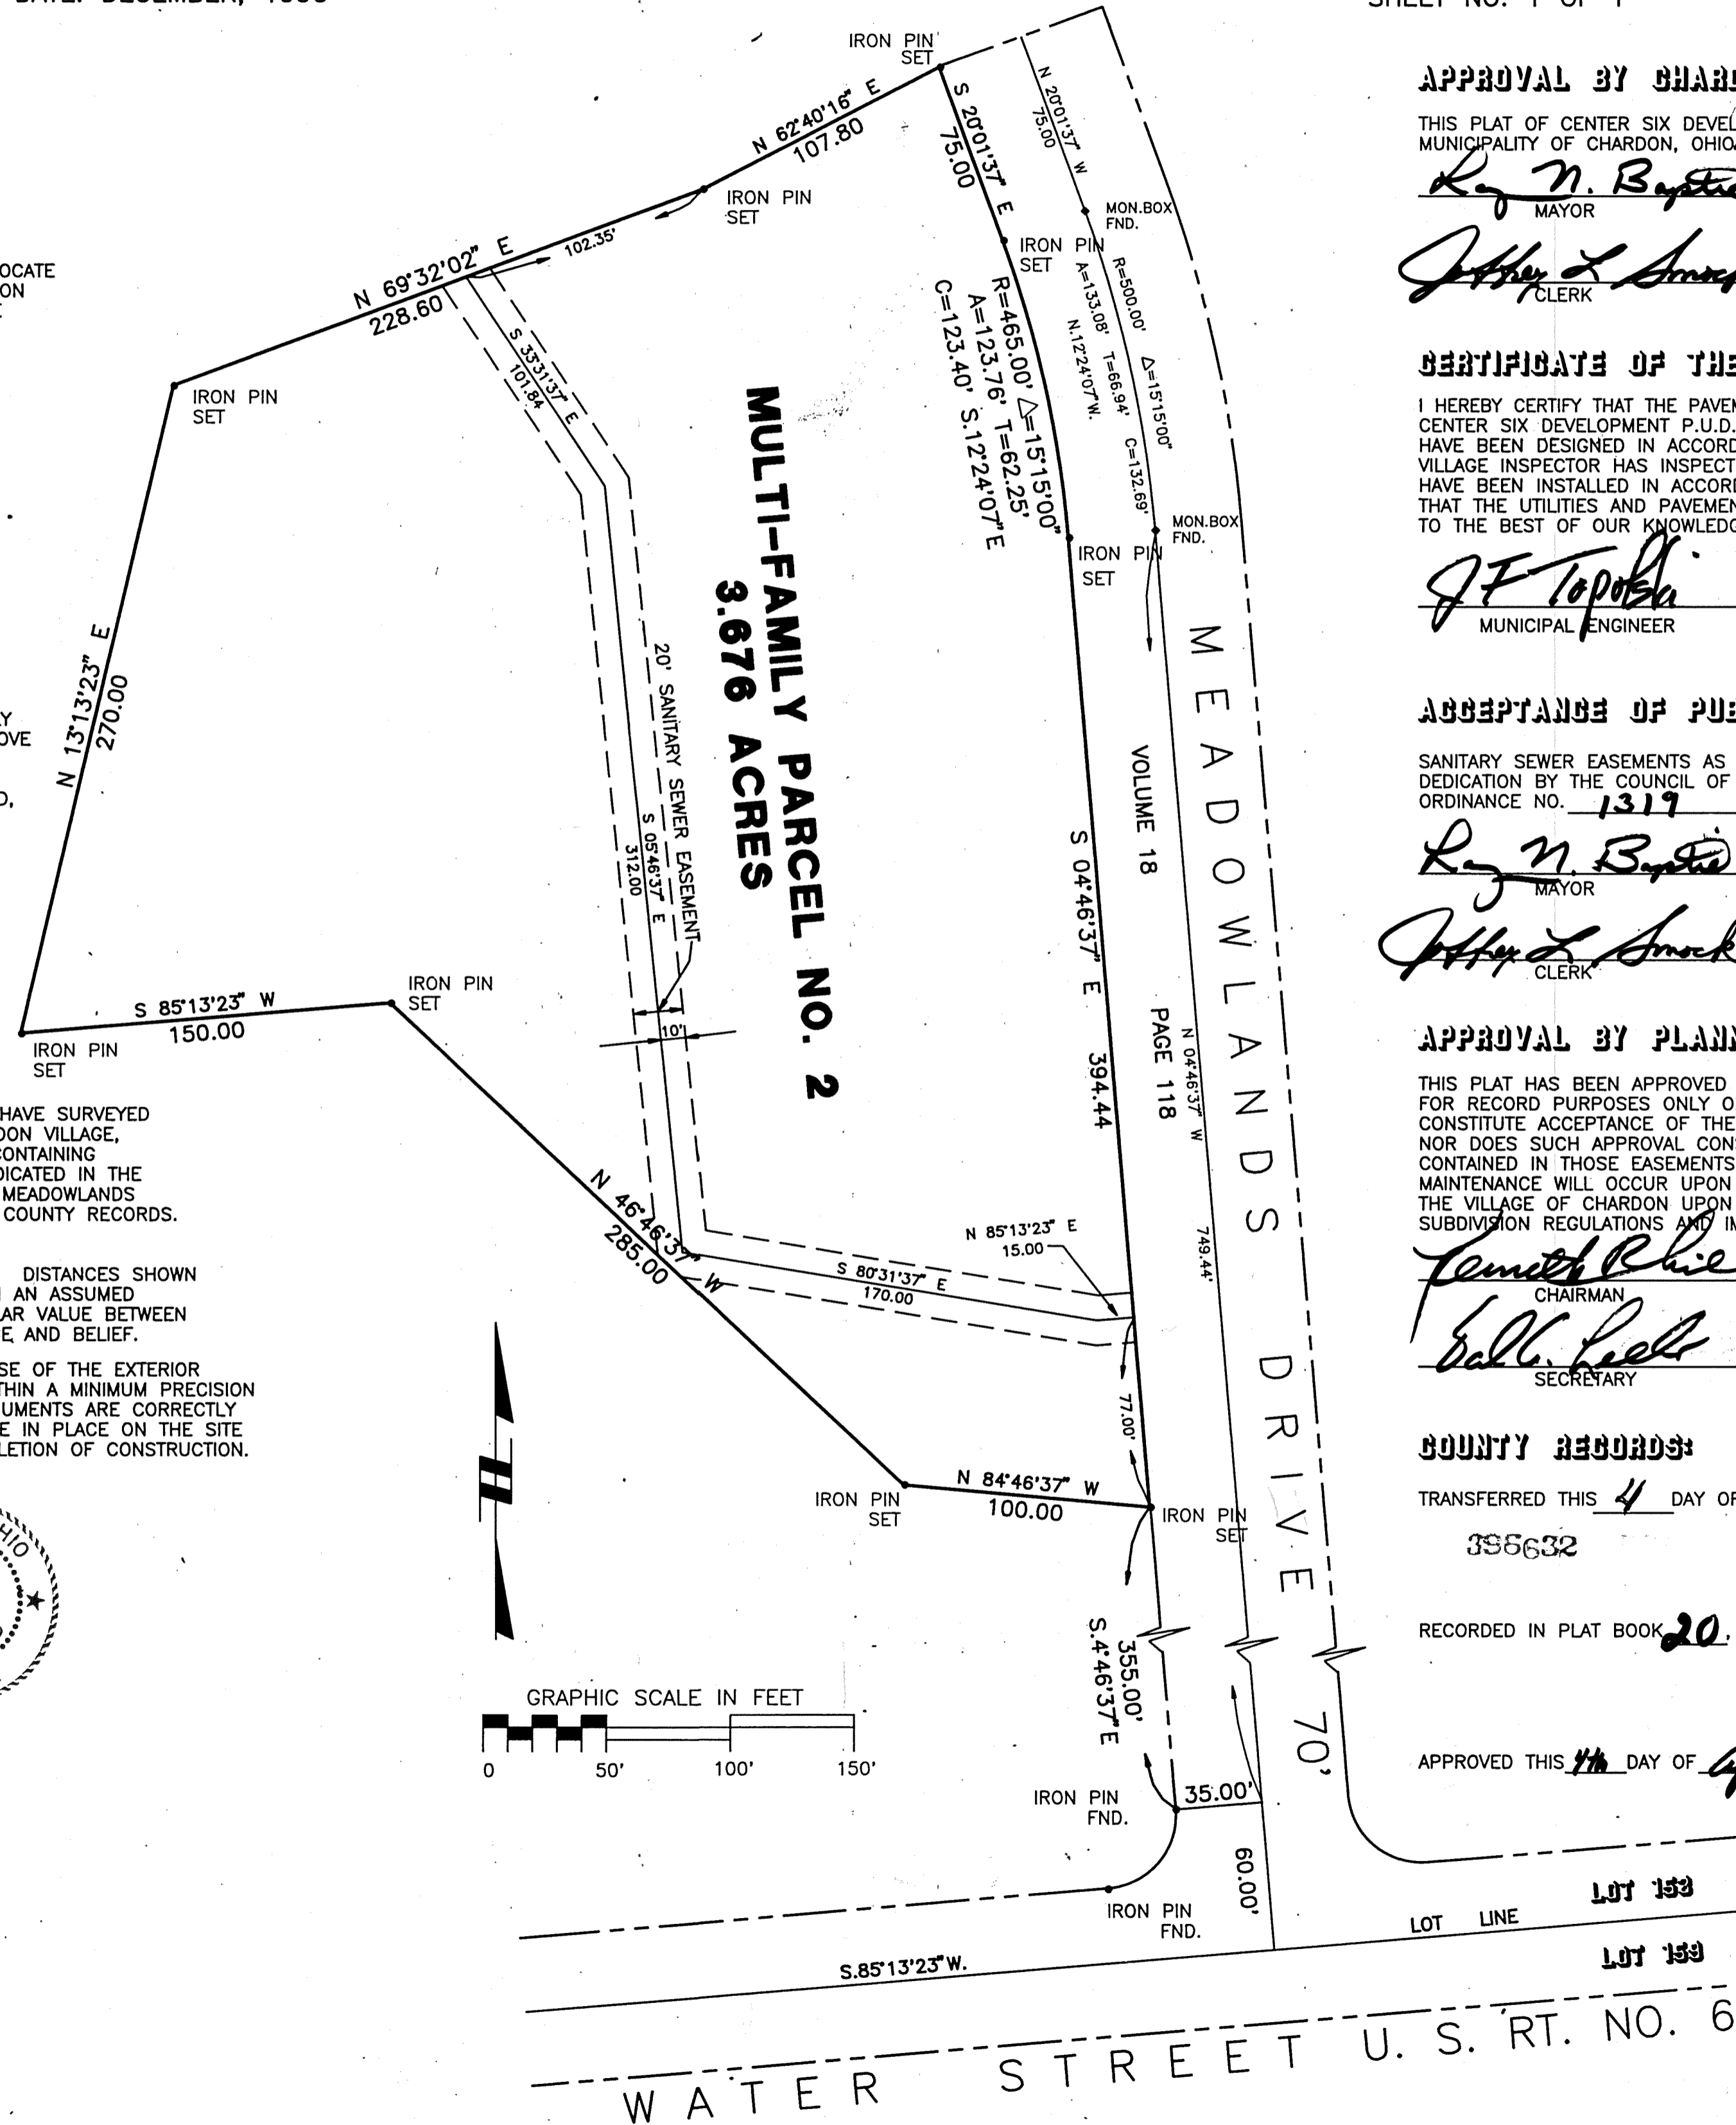 DATE: DECEMBER,
SHEET NO. 1 OF 1
IRON PIN
SET
N 62°40'16" E
107.80
IRON PIN
SET
S 20°01'37" E
75.00
N 20°01'37" W
75.00
MON.BOX
FND.
IRON PIN
SET
102.35'
N 69°32'02" E
228.60
IRON PIN
SET
S 33°31'37" E
101.84
R=465.00' △=15°15'00"
A=123.76' T=62.25'
C=123.40' S.12°24'07"E
R=500.00' △=15°15'00"
A=133.08' T=66.94' C=132.69'
N.12°24'07"W.
MON.BOX
FND.
IRON PIN
SET
MULTI-FAMILY PARCEL NO. 2
3.676 ACRES
20' SANITARY SEWER EASEMENT
S 05°46'37" E
312.00
10'
N 13°13'23" E
270.00
S 85°13'23" W
150.00
IRON PIN
SET
IRON PIN
SET
N 46°46'37" W
285.00
S 04°46'37" E 394.44
VOLUME 18 PAGE 118
N 04°46'37" W
749.44'
MEADOWLANDS DRIVE 70'
N 85°13'23" E
15.00
S 80°31'37" E
170.00
77.00'
N 84°46'37" W
100.00
IRON PIN
SET
IRON PIN
SET
355.00'
S.4°46'37"E
GRAPHIC SCALE IN FEET
0 50' 100' 150'
IRON PIN
FND.
35.00'
60.00'
IRON PIN
FND.
S.85°13'23"W.
LOT LINE
LOT 158
LOT 159
WATER STREET U. S. RT. NO. 6
OCATE
ON
OVE
HAVE SURVEYED
DON VILLAGE,
CONTAINING
DICATED IN THE
MEADOWLANDS
COUNTY RECORDS.
DISTANCES SHOWN
AN ASSUMED
LAR VALUE BETWEEN
E AND BELIEF.
SE OF THE EXTERIOR
THIN A MINIMUM PRECISION
UMENTS ARE CORRECTLY
E IN PLACE ON THE SITE
LETION OF CONSTRUCTION.
HIO
APPROVAL BY CHARD
THIS PLAT OF CENTER SIX DEVEL
MUNICIPALITY OF CHARDON, OHIO
Ray N. Baptie
MAYOR
Jeffrey L Smock
CLERK
CERTIFICATE OF THE
I HEREBY CERTIFY THAT THE PAVEM
CENTER SIX DEVELOPMENT P.U.D.
HAVE BEEN DESIGNED IN ACCORD
VILLAGE INSPECTOR HAS INSPECT
HAVE BEEN INSTALLED IN ACCORD
THAT THE UTILITIES AND PAVEMEN
TO THE BEST OF OUR KNOWLEDG
J F Topolski
MUNICIPAL ENGINEER
ACCEPTANCE OF PUB
SANITARY SEWER EASEMENTS AS
DEDICATION BY THE COUNCIL OF
ORDINANCE NO. 1319
Ray N. Baptie
MAYOR
Jeffrey L Smock
CLERK
APPROVAL BY PLANN
THIS PLAT HAS BEEN APPROVED
FOR RECORD PURPOSES ONLY O
CONSTITUTE ACCEPTANCE OF THE
NOR DOES SUCH APPROVAL CON
CONTAINED IN THOSE EASEMENTS
MAINTENANCE WILL OCCUR UPON
THE VILLAGE OF CHARDON UPON
SUBDIVISION REGULATIONS AND IM
CHAIRMAN
SECRETARY
COUNTY RECORDS:
TRANSFERRED THIS 4 DAY OF
396632
RECORDED IN PLAT BOOK 20,
APPROVED THIS 4th DAY OF